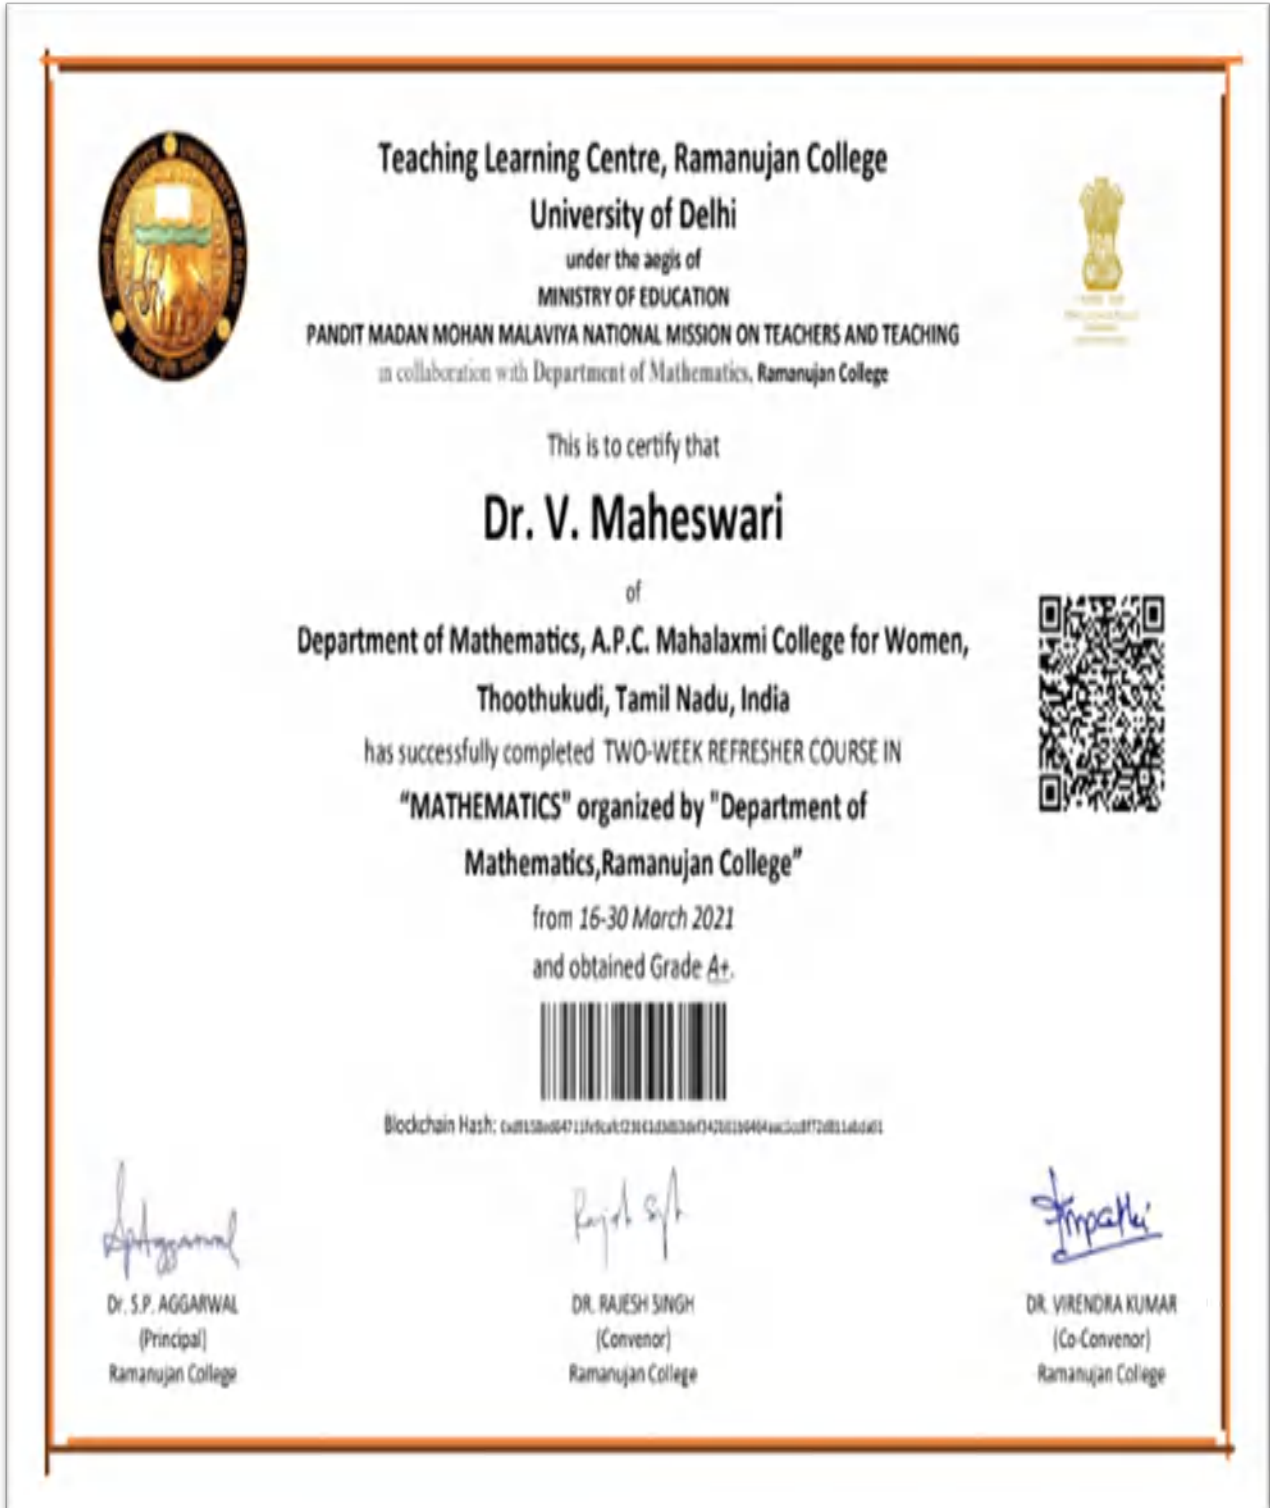 Teaching Learning Centre, Ramanujan College
University of Delhi
under the aegis of
MINISTRY OF EDUCATION
PANDIT MADAN MOHAN MALAVIYA NATIONAL MISSION ON TEACHERS AND TEACHING
in collaboration with Department of Mathematics, Ramanujan College
This is to certify that
Dr. V. Maheswari
of
Department of Mathematics, A.P.C. Mahalaxmi College for Women,
Thoothukudi, Tamil Nadu, India
has successfully completed TWO-WEEK REFRESHER COURSE IN
“MATHEMATICS" organized by "Department of
Mathematics,Ramanujan College”
from 16-30 March 2021
and obtained Grade A+.
Blockchain Hash:
Dr. S.P. AGGARWAL
(Principal)
Ramanujan College
DR. RAJESH SINGH
(Convenor)
Ramanujan College
DR. VIRENDRA KUMAR
(Co-Convenor)
Ramanujan College